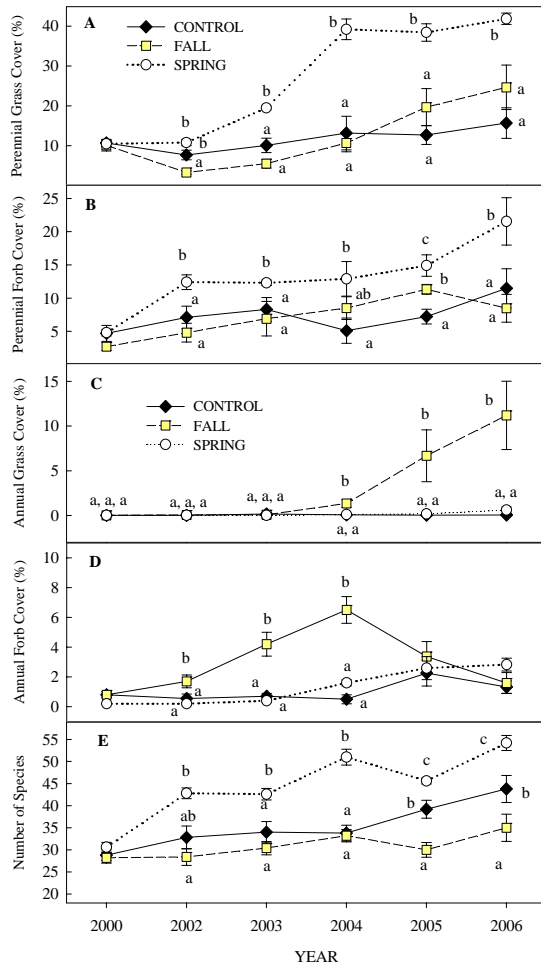 A
CONTROL
FALL
SPRING
Perennial Grass Cover (%)
40
30
20
10
b b b b b
b a a a a
a a a a a
B
Perennial Forb Cover (%)
25
20
15
10
5
b b b c b
a a ab b a
a a a a a
C
CONTROL
FALL
SPRING
Annual Grass Cover (%)
15
10
5
0
b b b
a, a, a a, a, a a, a, a a, a a, a a, a
D
Annual Forb Cover (%)
10
8
6
4
2
0
b b b
a a a
a a a
E
Number of Species
55
50
45
40
35
30
25
20
b b b c c
ab a a b b
a a a a a
2000 2002 2003 2004 2005 2006
YEAR